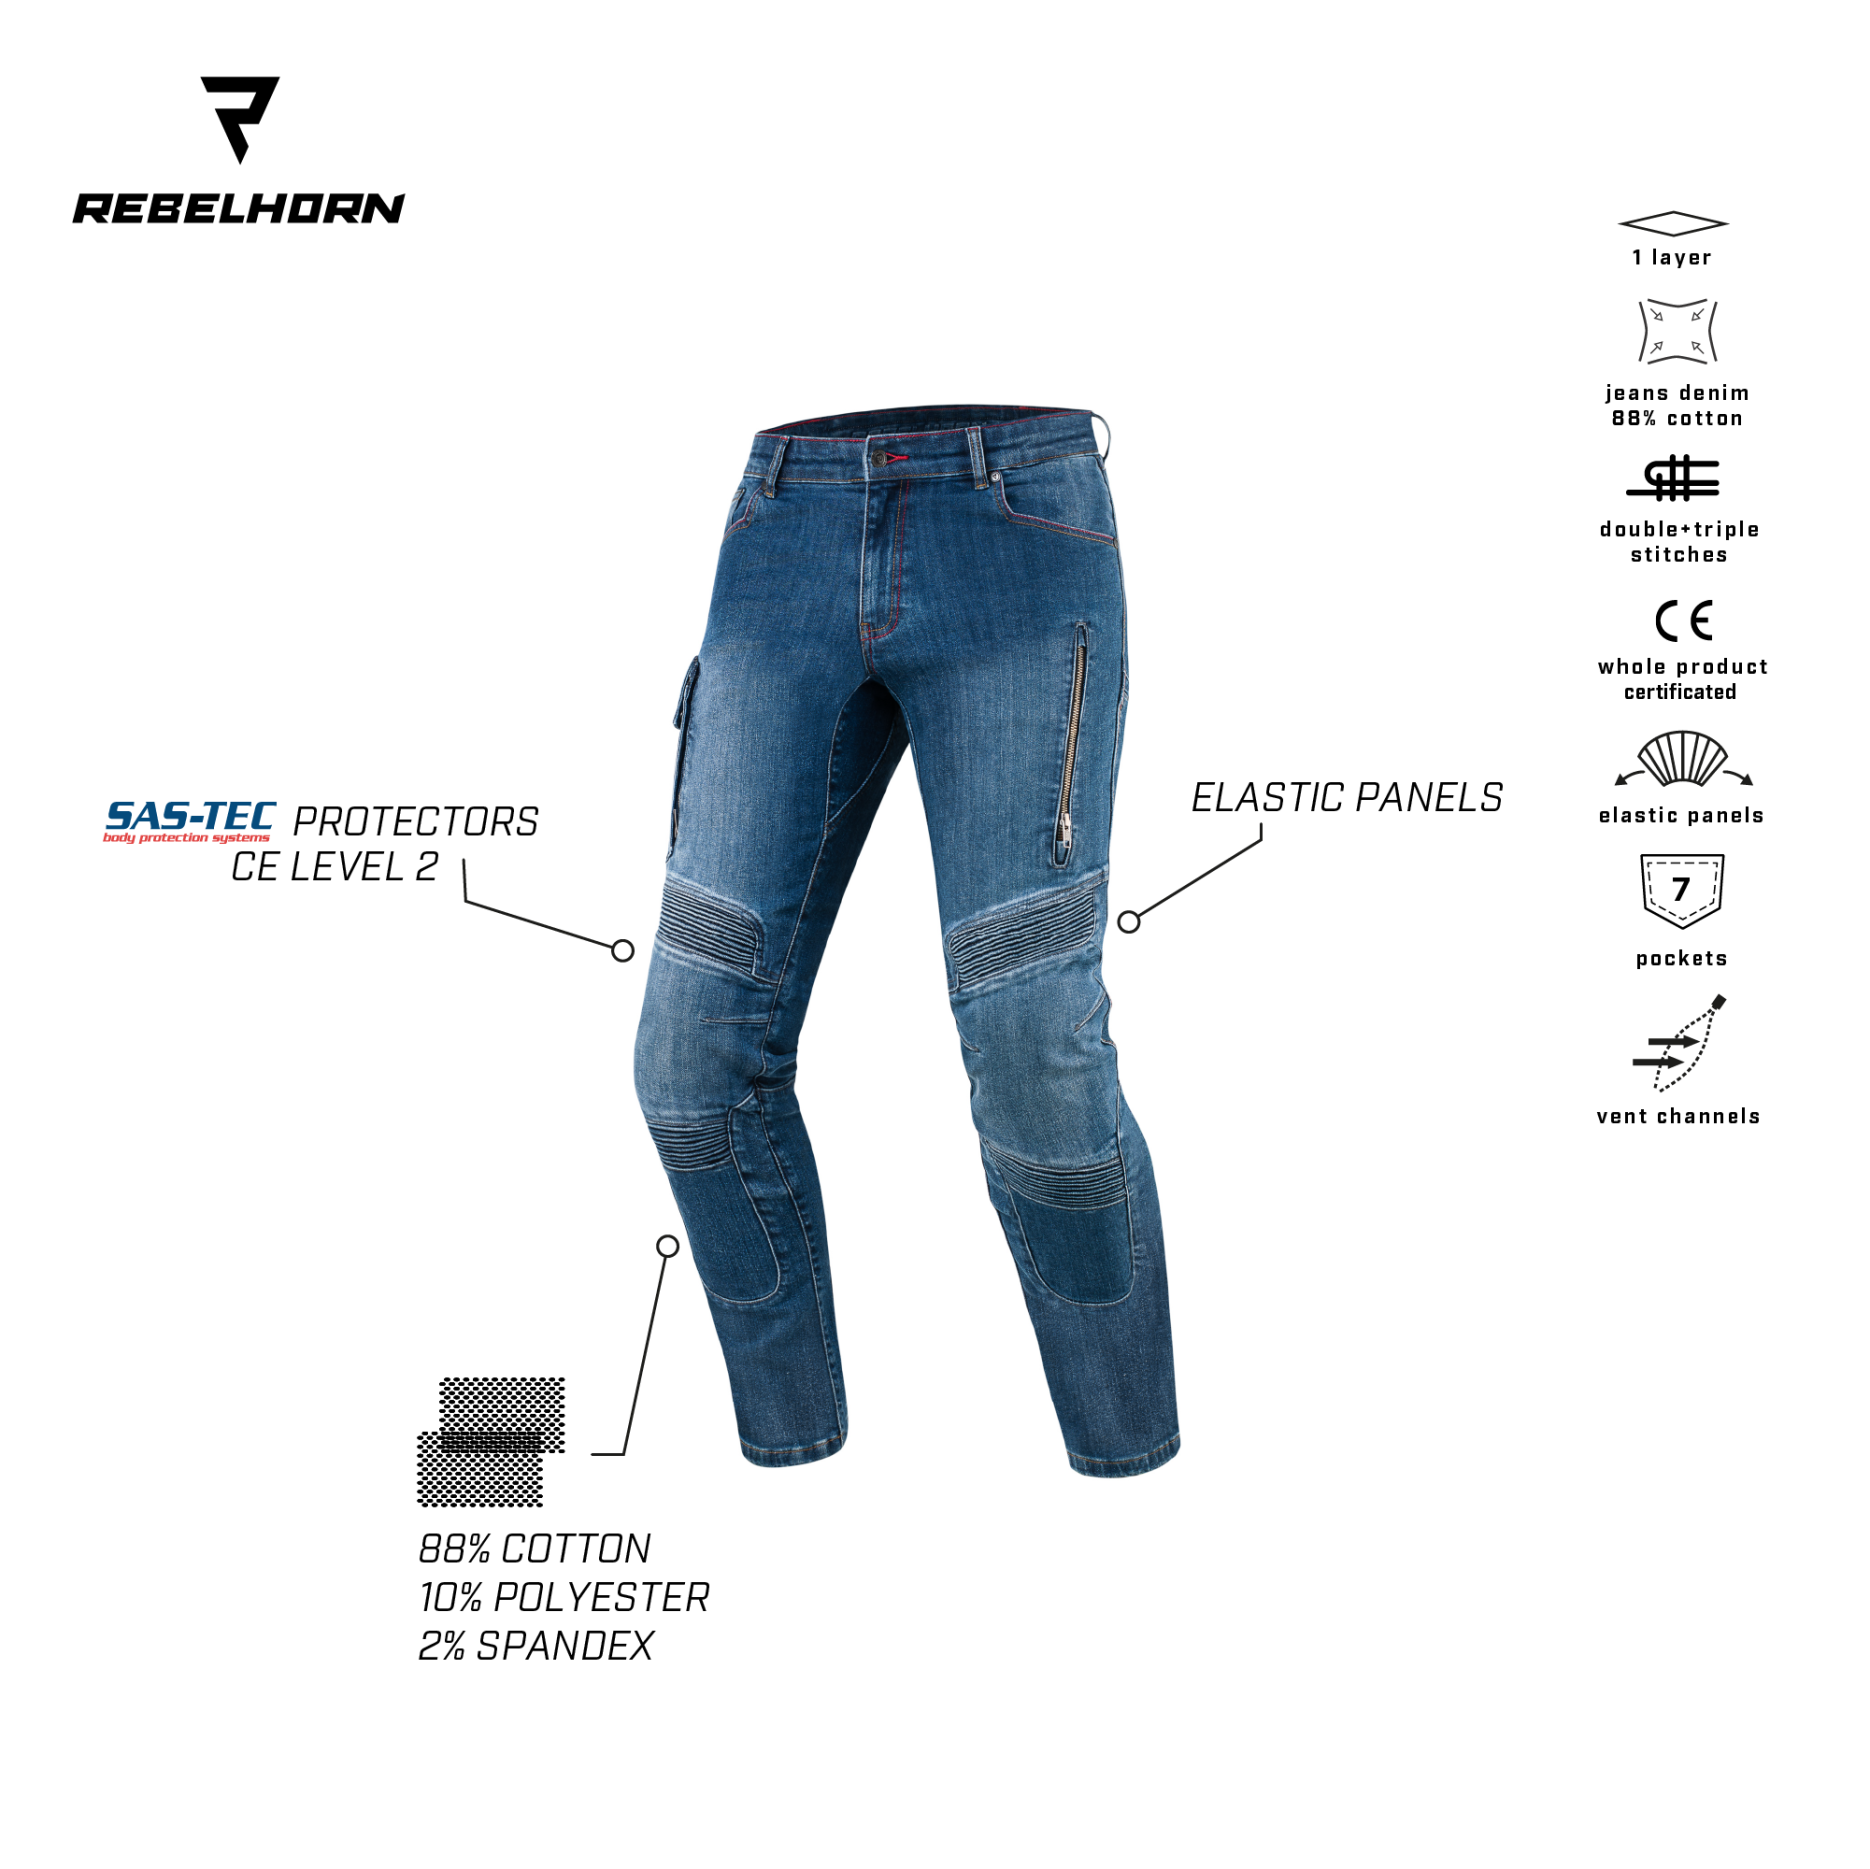 REBELHORN
1 layer
jeans denim
88% cotton
double+triple
stitches
CE
whole product
certificated
elastic panels
7
pockets
vent channels
SAS-TEC PROTECTORS
body protection systems
CE LEVEL 2
ELASTIC PANELS
88% COTTON
10% POLYESTER
2% SPANDEX